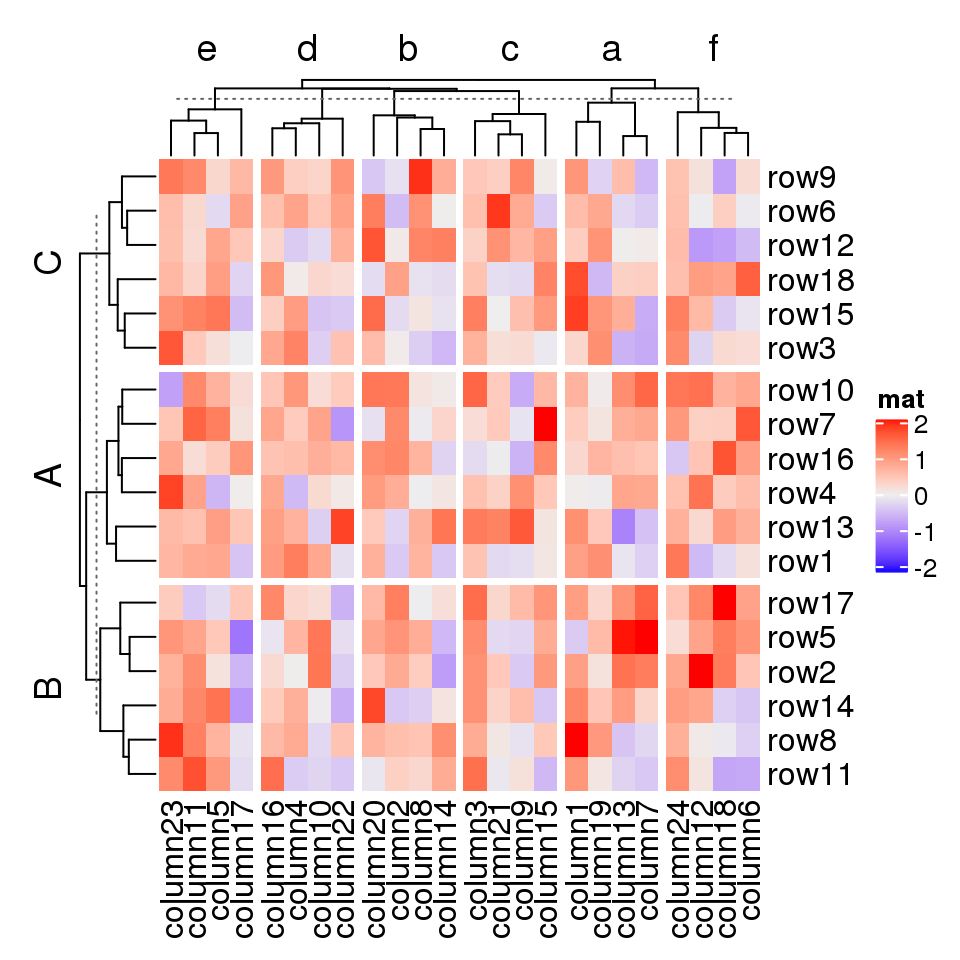 e d b c a f
C
row9
row6
row12
row18
row15
row3
A
row10
row7
row16
row4
row13
row1
B
row17
row5
row2
row14
row8
row11
column23 column11 column5 column17 column16 column4 column10 column22 column20 column2 column8 column14 column3 column21 column9 column15 column1 column19 column13 column7 column24 column12 column18 column6
mat
2
1
0
-1
-2